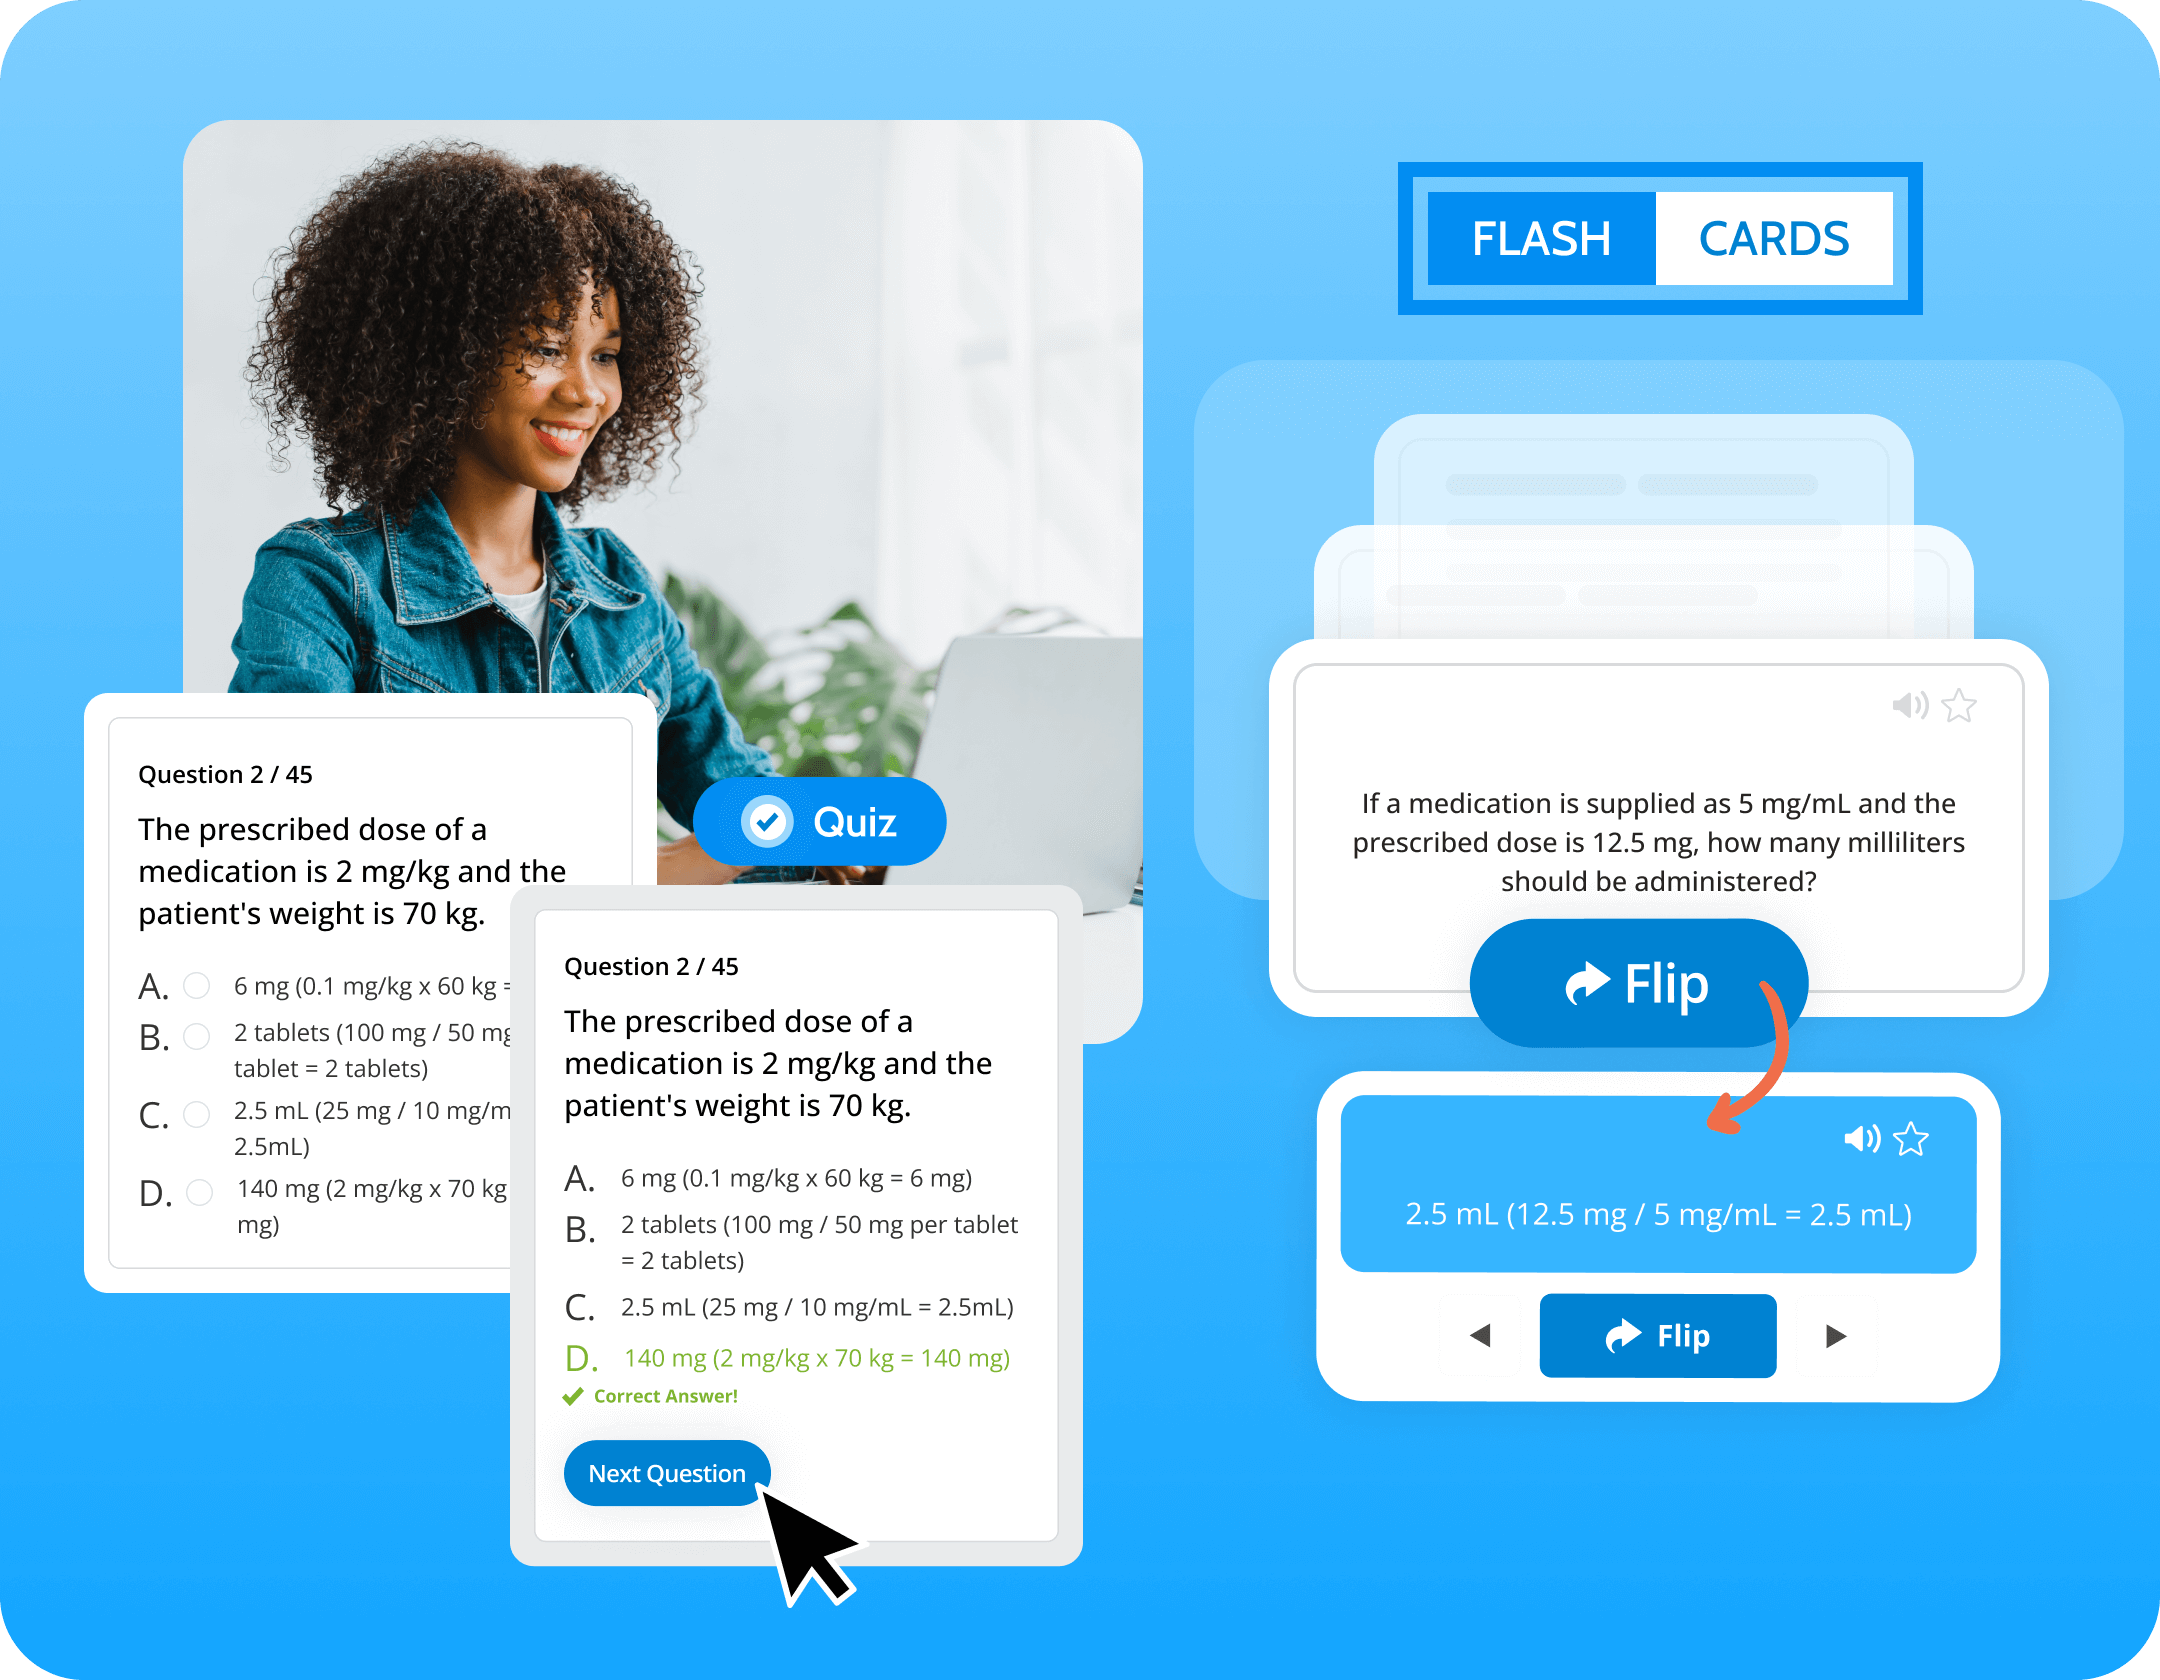 FLASH CARDS
Question 2 / 45
The prescribed dose of a
medication is 2 mg/kg and the
patient's weight is 70 kg.
A. 6 mg (0.1 mg/kg x 60 kg =
B. 2 tablets (100 mg / 50 mg
tablet = 2 tablets)
C. 2.5 mL (25 mg / 10 mg/m
2.5mL)
D. 140 mg (2 mg/kg x 70 kg
mg)
Quiz
Question 2 / 45
The prescribed dose of a
medication is 2 mg/kg and the
patient's weight is 70 kg.
A. 6 mg (0.1 mg/kg x 60 kg = 6 mg)
B. 2 tablets (100 mg / 50 mg per tablet
= 2 tablets)
C. 2.5 mL (25 mg / 10 mg/mL = 2.5mL)
D. 140 mg (2 mg/kg x 70 kg = 140 mg)
Correct Answer!
Next Question
If a medication is supplied as 5 mg/mL and the
prescribed dose is 12.5 mg, how many milliliters
should be administered?
Flip
2.5 mL (12.5 mg / 5 mg/mL = 2.5 mL)
Flip